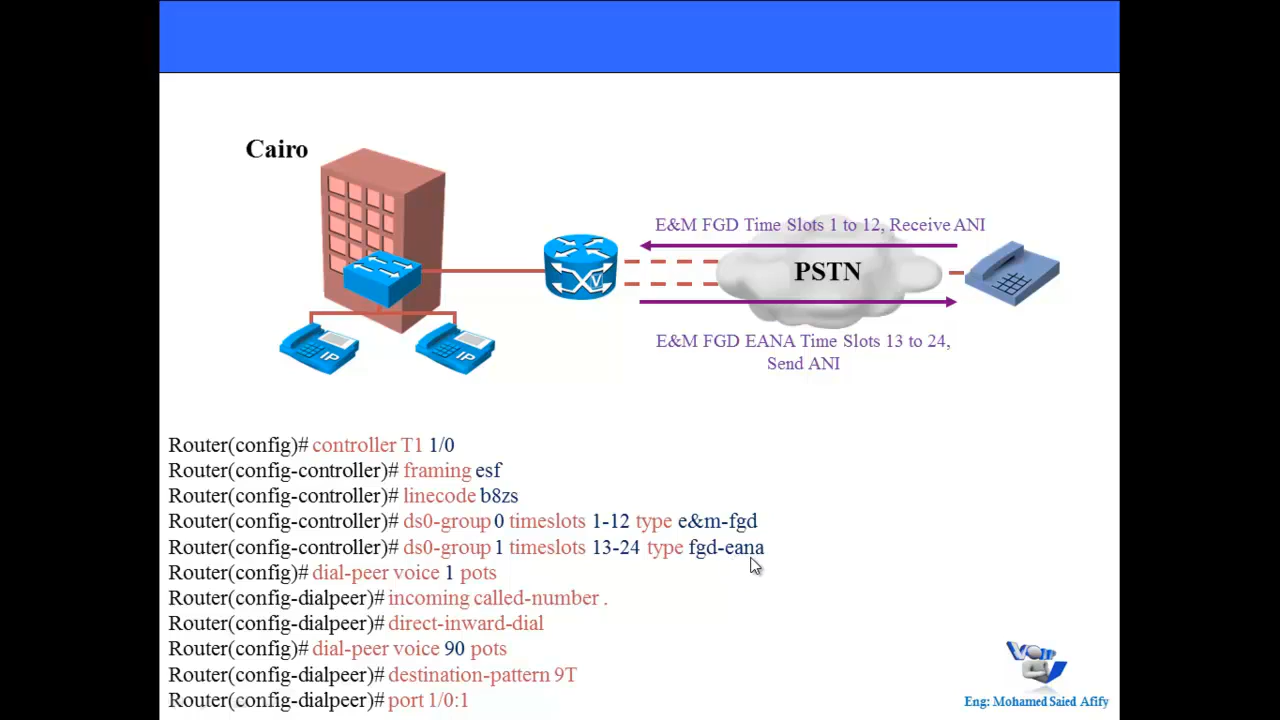 Cairo
E&M FGD Time Slots 1 to 12, Receive ANI
PSTN
V
E&M FGD EANA Time Slots 13 to 24,
Send ANI
IP
IP
Router(config)# controller T1 1/0
Router(config-controller)# framing esf
Router(config-controller)# linecode b8zs
Router(config-controller)# ds0-group 0 timeslots 1-12 type e&m-fgd
Router(config-controller)# ds0-group 1 timeslots 13-24 type fgd-eana
Router(config)# dial-peer voice 1 pots
Router(config-dialpeer)# incoming called-number .
Router(config-dialpeer)# direct-inward-dial
Router(config)# dial-peer voice 90 pots
Router(config-dialpeer)# destination-pattern 9T
Router(config-dialpeer)# port 1/0:1
Eng: Mohamed Saied Afify